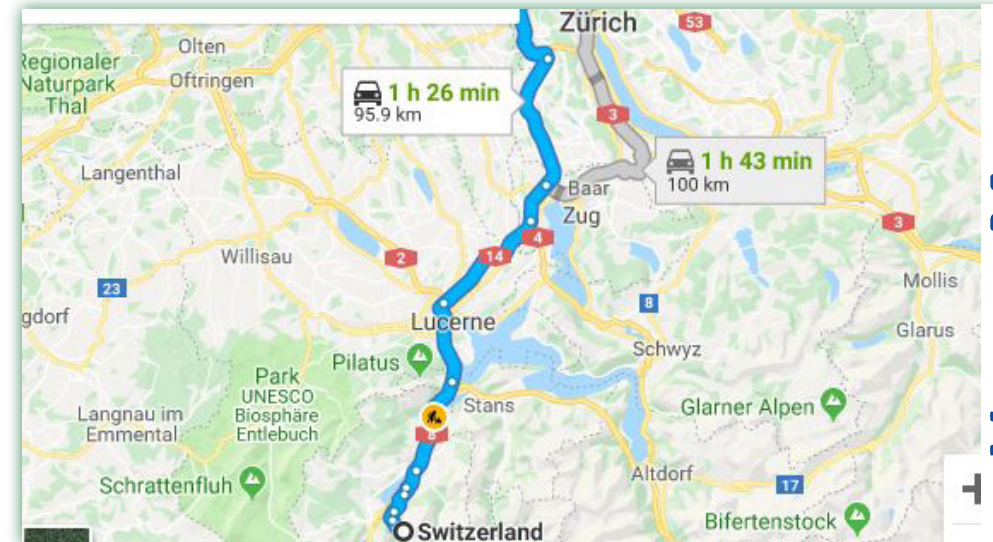 Zürich
53
Olten
Regionaler
Naturpark
Thal
Oftringen
1 h 26 min
95.9 km
3
Langenthal
1 h 43 min
100 km
Baar
Zug
3
4
14
2
Willisau
Mollis
23
8
gdorf
Lucerne
Glarus
Schwyz
Pilatus
Park
UNESCO
Biosphäre
Entlebuch
Stans
Langnau im
Emmental
Glarner Alpen
8
Altdorf
Schrattenfluh
17
Bifertenstock
Switzerland